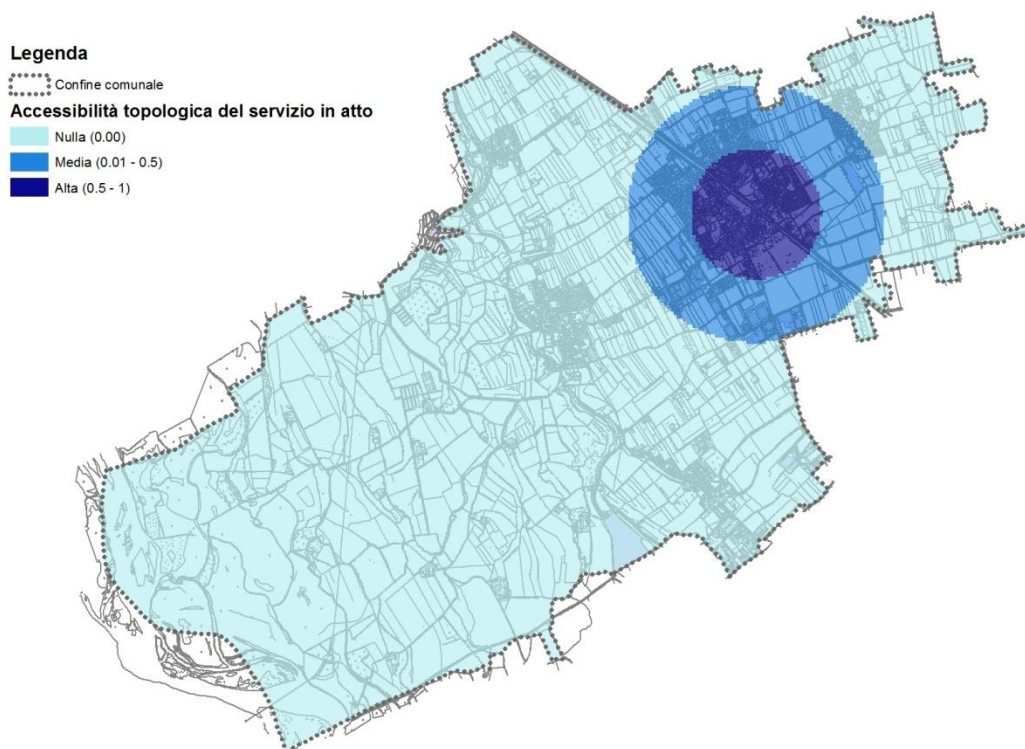 Legenda
Confine comunale
Accessibilità topologica del servizio in atto
Nulla (0.00)
Media (0.01 - 0.5)
Alta (0.5 - 1)